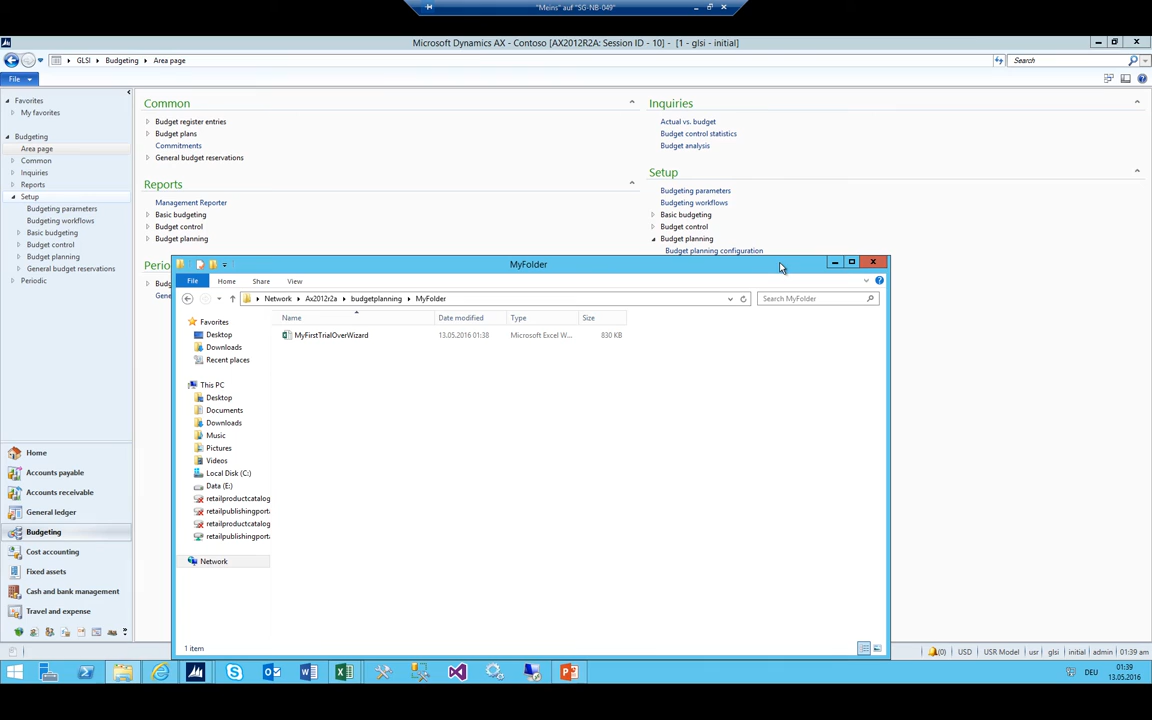 "Meins" auf "SG-NB-049"
Microsoft Dynamics AX - Contoso [AX2012R2A: Session ID - 10] - [1 - glsi - initial]
GLSI Budgeting Area page Search
File
Favorites
My favorites
Budgeting
Area page
Common
Inquiries
Reports
Setup
Budgeting parameters
Budgeting workflows
Basic budgeting
Budget control
Budget planning
General budget reservations
Periodic
Home
Accounts payable
Accounts receivable
General ledger
Budgeting
Cost accounting
Fixed assets
Cash and bank management
Travel and expense
Common
Budget register entries
Budget plans
Commitments
General budget reservations
Reports
Management Reporter
Basic budgeting
Budget control
Budget planning
Perio
Inquiries
Actual vs. budget
Budget control statistics
Budget analysis
Setup
Budgeting parameters
Budgeting workflows
Basic budgeting
Budget control
Budget planning
Budget planning configuration
MyFolder
File Home Share View
Network Ax2012r2a budgetplanning MyFolder Search MyFolder
Favorites
Desktop
Downloads
Recent places
This PC
Desktop
Documents
Downloads
Music
Pictures
Videos
Local Disk (C:)
Data (E:)
retailproductcatalog
retailpublishingport
retailproductcatalog
retailpublishingport
Network
Name Date modified Type Size
MyFirstTrialOverWizard 13.05.2016 01:38 Microsoft Excel W... 830 KB
1 item
(0) USD USR Model usr glsi initial admin 01:39 am
DEU 01:39
13.05.2016